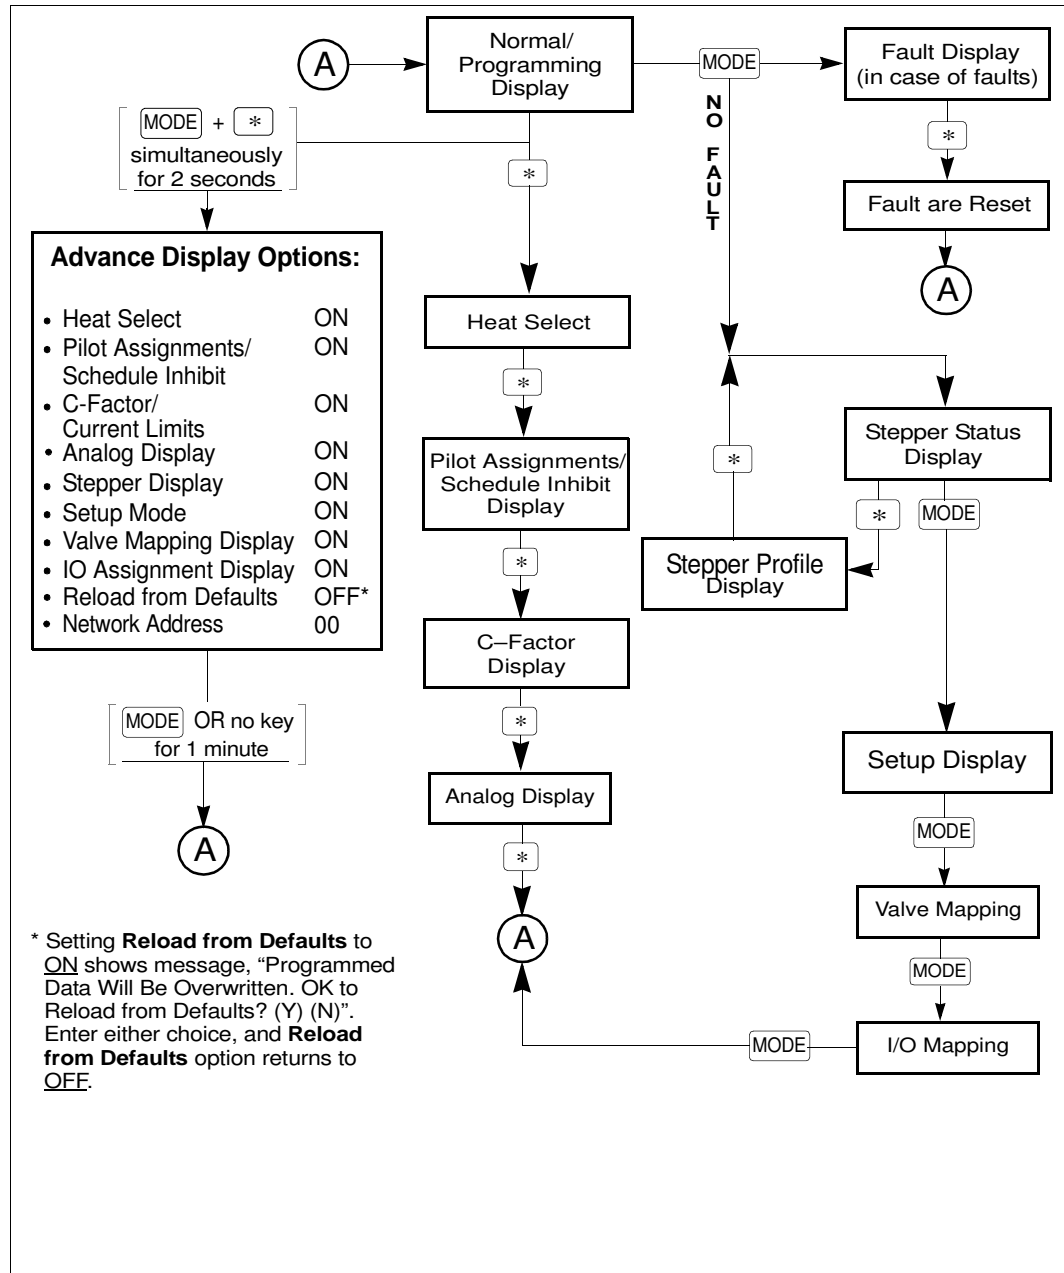 A
Normal/
Programming
Display
MODE
Fault Display
(in case of faults)
NO FAULT
*
Fault are Reset
A
MODE + *
simultaneously
for 2 seconds
*
Advance Display Options:
• Heat Select ON
• Pilot Assignments/ ON
Schedule Inhibit
• C-Factor/ ON
Current Limits
• Analog Display ON
• Stepper Display ON
• Setup Mode ON
• Valve Mapping Display ON
• IO Assignment Display ON
• Reload from Defaults OFF*
• Network Address 00
MODE OR no key
for 1 minute
A
Heat Select
*
Pilot Assignments/
Schedule Inhibit
Display
*
C–Factor
Display
*
Analog Display
*
A
Stepper Status
Display
*
MODE
*
Stepper Profile
Display
Setup Display
MODE
Valve Mapping
MODE
I/O Mapping
MODE
* Setting Reload from Defaults to
ON shows message, “Programmed
Data Will Be Overwritten. OK to
Reload from Defaults? (Y) (N)”.
Enter either choice, and Reload
from Defaults option returns to
OFF.